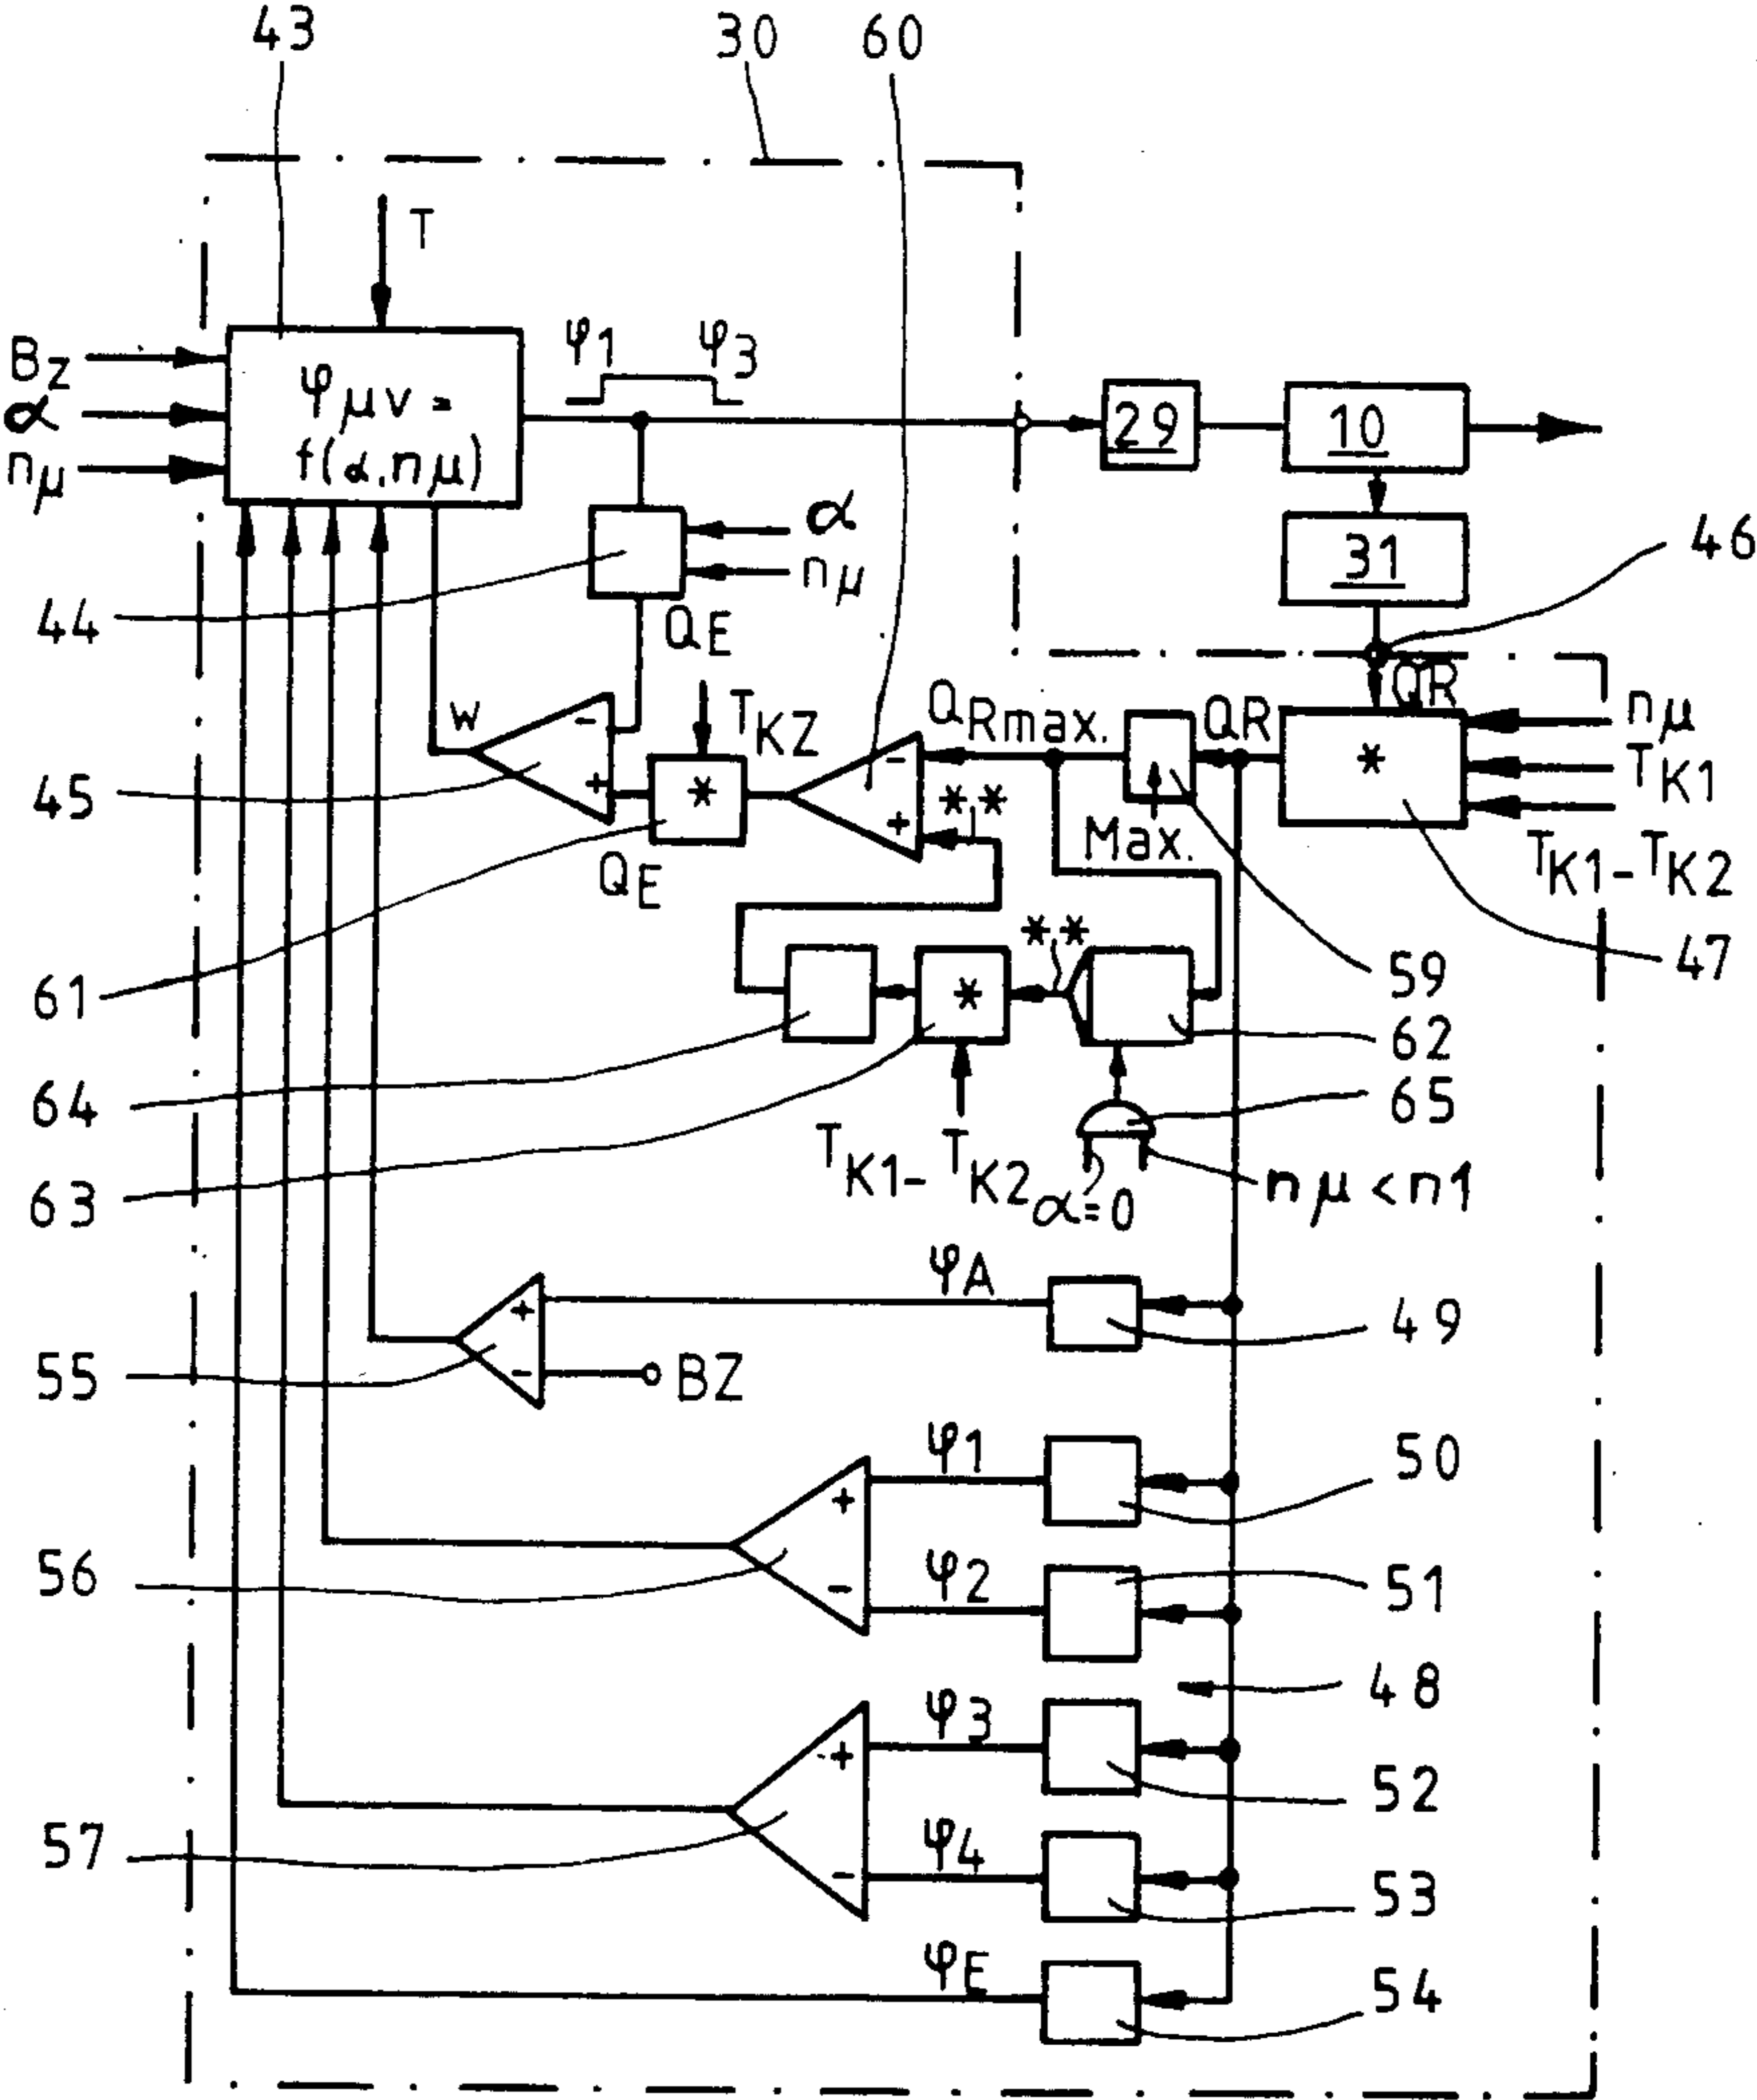 43 30 60
T
Bz
α
nμ
φμv =
f(α, nμ)
φ1 φ3
29
10
31
46
α
nμ
44
QE
QR
nμ
TK1
TK1-TK2
w
-
+
TKZ
*
QRmax.
QR
*
-
**
+
Max.
45
QE
47
59
61
**
*
62
64
65
TK1-TK2
α=0
nμ<n1
63
φA
49
+
-
BZ
55
φ1
50
+
56
-
φ2
51
48
φ3
+
52
57
φ4
-
53
φE
54